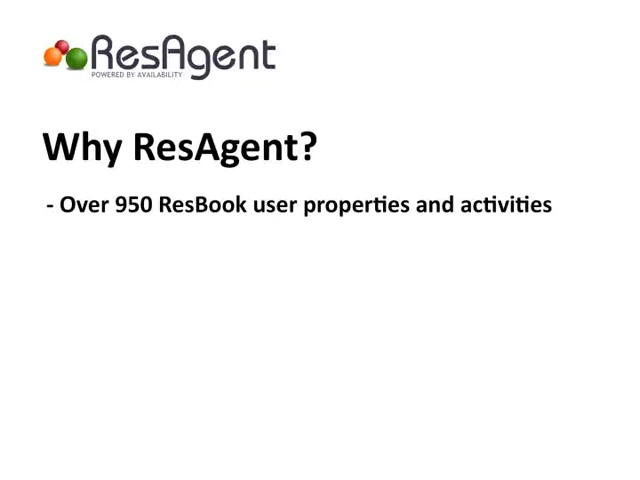 ResAgent
POWERED BY AVAILABILITY
Why ResAgent?
- Over 950 ResBook user properties and activities